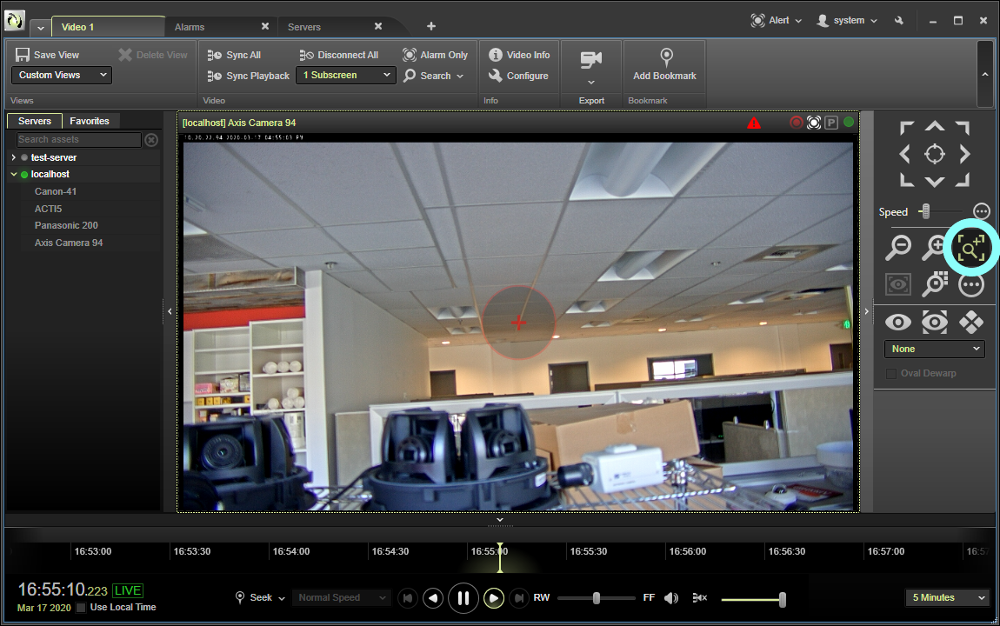 Video 1
Alarms
Servers
Alert
system
Save View
Delete View
Custom Views
Views
Sync All
Disconnect All
Alarm Only
Sync Playback
1 Subscreen
Search
Video
Video Info
Configure
Info
Export
Add Bookmark
Bookmark
Servers
Favorites
Search assets
test-server
localhost
Canon-41
ACTI5
Panasonic 200
Axis Camera 94
[localhost] Axis Camera 94
P
10.20.22.94 2020-03-17 04:55:03 PM
Speed
None
Oval Dewarp
16:53:00
16:53:30
16:54:00
16:54:30
16:55:00
16:55:30
16:56:00
16:56:30
16:57:00
16:57
16:55:10.223 LIVE
Mar 17 2020
Use Local Time
Seek
Normal Speed
RW
FF
5 Minutes